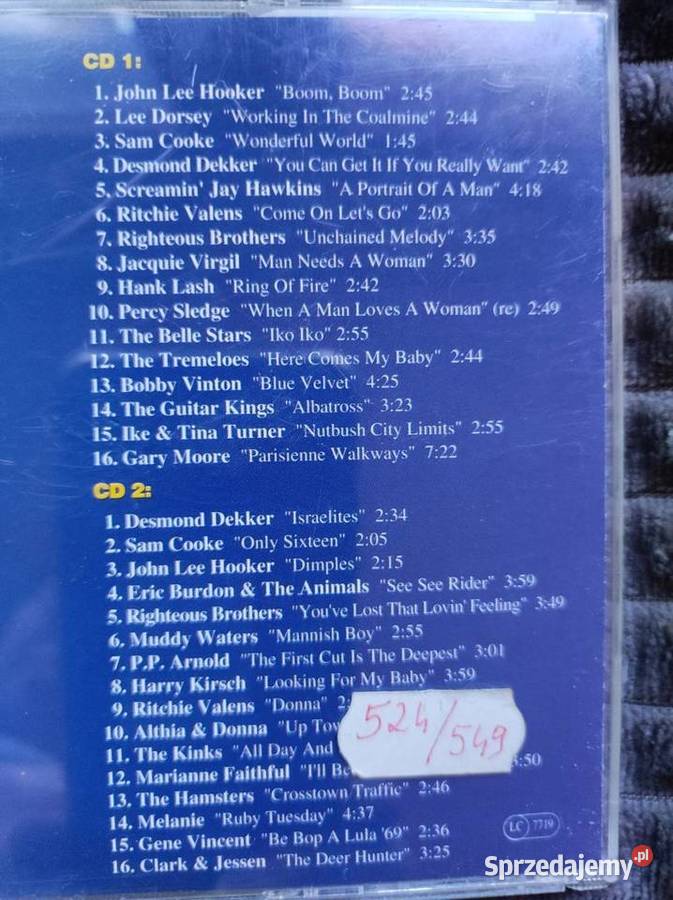 CD 1:
1. John Lee Hooker "Boom, Boom" 2:45
2. Lee Dorsey "Working In The Coalmine" 2:44
3. Sam Cooke "Wonderful World" 1:45
4. Desmond Dekker "You Can Get It If You Really Want" 2:42
5. Screamin' Jay Hawkins "A Portrait Of A Man" 4:18
6. Ritchie Valens "Come On Let's Go" 2:03
7. Righteous Brothers "Unchained Melody" 3:35
8. Jacquie Virgil "Man Needs A Woman" 3:30
9. Hank Lash "Ring Of Fire" 2:42
10. Percy Sledge "When A Man Loves A Woman" (re) 2:49
11. The Belle Stars "Iko Iko" 2:55
12. The Tremeloes "Here Comes My Baby" 2:44
13. Bobby Vinton "Blue Velvet" 4:25
14. The Guitar Kings "Albatross" 3:23
15. Ike & Tina Turner "Nutbush City Limits" 2:55
16. Gary Moore "Parisienne Walkways" 7:22
CD 2:
1. Desmond Dekker "Israelites" 2:34
2. Sam Cooke "Only Sixteen" 2:05
3. John Lee Hooker "Dimples" 2:15
4. Eric Burdon & The Animals "See See Rider" 3:59
5. Righteous Brothers "You've Lost That Lovin' Feeling" 3:49
6. Muddy Waters "Mannish Boy" 2:55
7. P.P. Arnold "The First Cut Is The Deepest" 3:01
8. Harry Kirsch "Looking For My Baby" 3:59
9. Ritchie Valens "Donna" 2:
10. Althia & Donna "Up
11. The Kinks "All Day And
12. Marianne Faithful "I'll :50
13. The Hamsters "Crosstown Traffic" 2:46
14. Melanie "Ruby Tuesday" 4:37
15. Gene Vincent "Be Bop A Lula '69" 2:36
16. Clark & Jessen "The Deer Hunter" 3:25
524/549
LC 7719
Sprzedajemy.pl